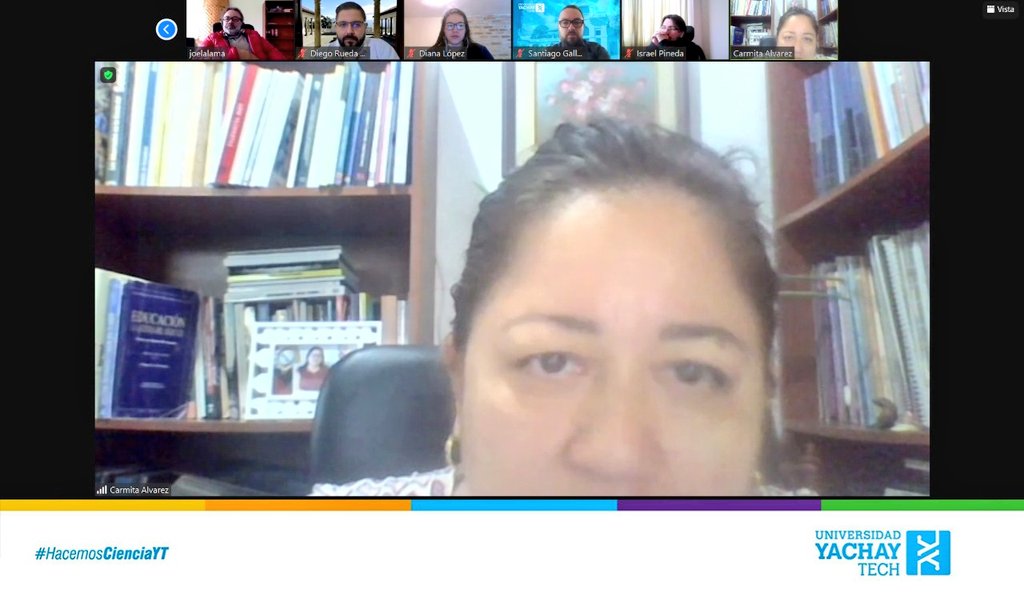 Vista
joelalama
Diego Rueda ...
Diana López
Santiago Gall...
Israel Pineda
Carmita Alvarez
EDUCACIÓN
Carmita Alvarez
#HacemosCienciaYT
UNIVERSIDAD
YACHAY
TECH